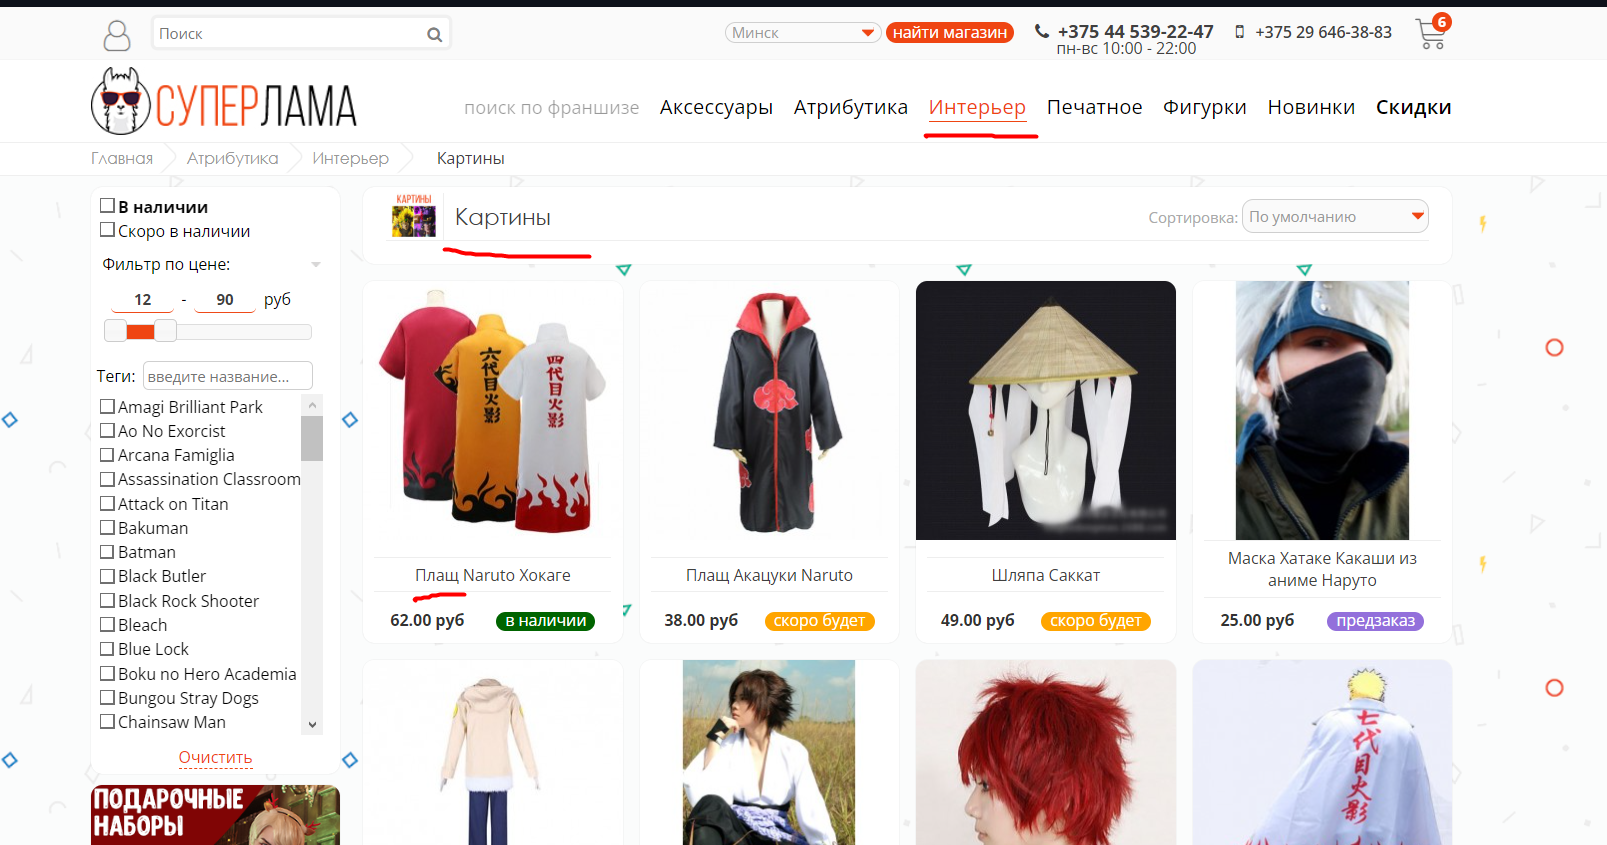 Поиск
Минск
найти магазин
+375 44 539-22-47
пн-вс 10:00 - 22:00
+375 29 646-38-83
6
СУПЕРЛАМА
поиск по франшизе
Аксессуары
Атрибутика
Интерьер
Печатное
Фигурки
Новинки
Скидки
Главная
Атрибутика
Интерьер
Картины
В наличии
Скоро в наличии
Фильтр по цене:
12 - 90 руб
Теги: введите название...
Amagi Brilliant Park
Ao No Exorcist
Arcana Famiglia
Assassination Classroom
Attack on Titan
Bakuman
Batman
Black Butler
Black Rock Shooter
Bleach
Blue Lock
Boku no Hero Academia
Bungou Stray Dogs
Chainsaw Man
Очистить
ПОДАРОЧНЫЕ
НАБОРЫ
КАРТИНЫ
Картины
Сортировка: По умолчанию
六代目火影
四代目火影
Плащ Naruto Хокаге
62.00 руб
в наличии
Плащ Акацуки Naruto
38.00 руб
скоро будет
Шляпа Саккат
49.00 руб
скоро будет
Маска Хатаке Какаши из
аниме Наруто
25.00 руб
предзаказ
七代目火影